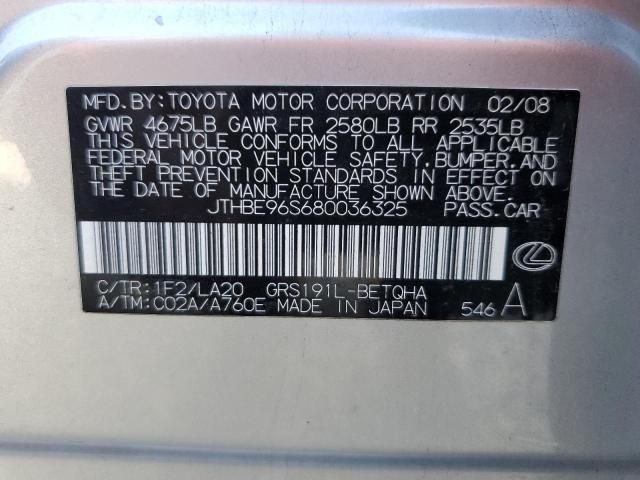 MFD.BY:TOYOTA MOTOR CORPORATION 02/08
GVWR 4675LB GAWR FR 2580LB RR 2535LB
THIS VEHICLE CONFORMS TO ALL APPLICABLE
FEDERAL MOTOR VEHICLE SAFETY,BUMPER,AND
THEFT PREVENTION STANDARDS IN EFFECT ON
THE DATE OF MANUFACTURE SHOWN ABOVE.
JTHBE96S680036325 PASS.CAR
C/TR:1F2/LA20 GRS191L-BETQHA
A/TM:C02A/A760E MADE IN JAPAN 546 A